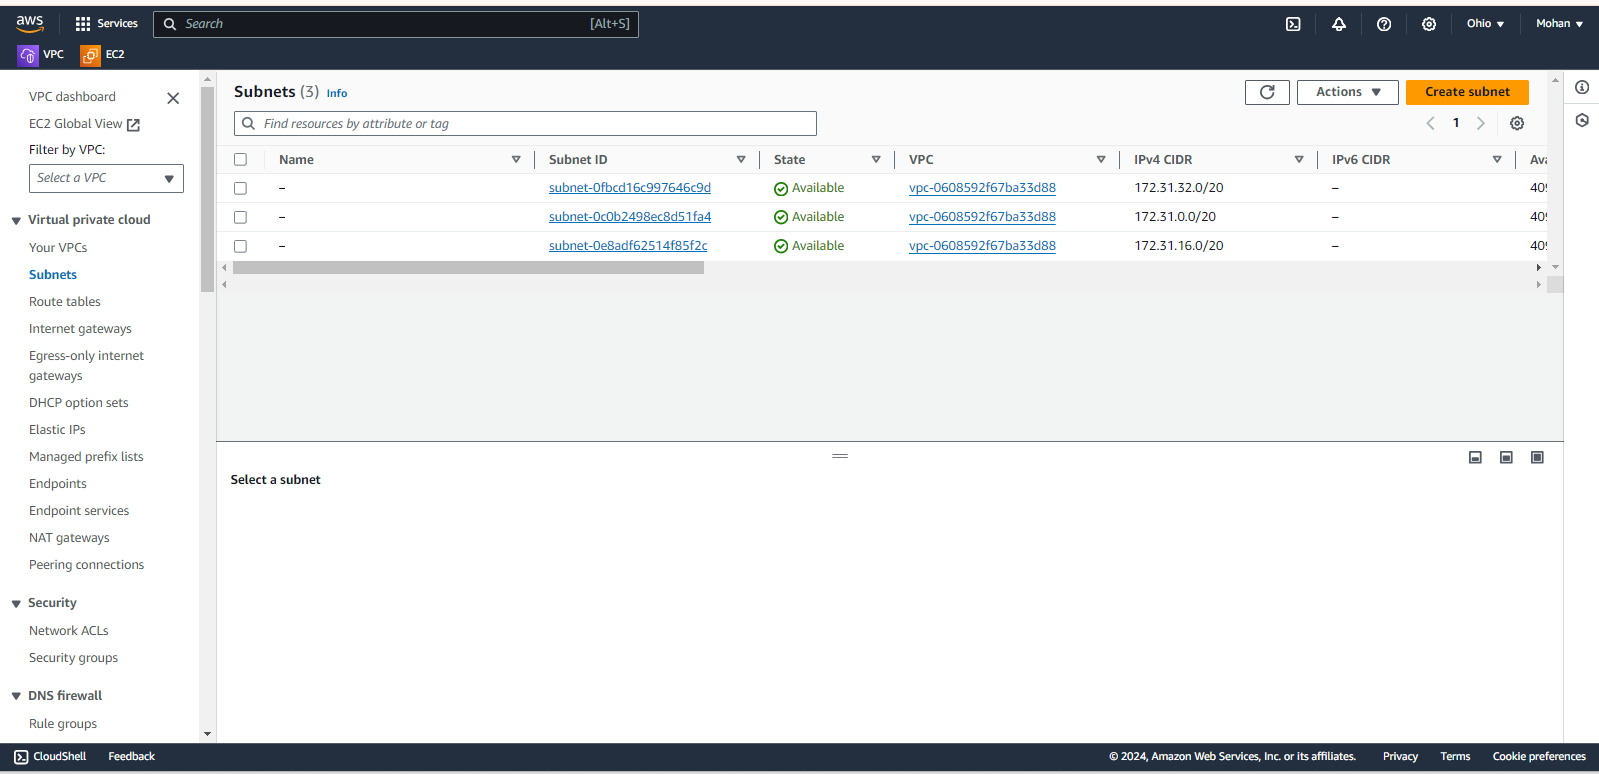 aws Services Search [Alt+S] Ohio Mohan
VPC EC2
VPC dashboard
EC2 Global View
Filter by VPC:
Select a VPC
Virtual private cloud
Your VPCs
Subnets
Route tables
Internet gateways
Egress-only internet
gateways
DHCP option sets
Elastic IPs
Managed prefix lists
Endpoints
Endpoint services
NAT gateways
Peering connections
Security
Network ACLs
Security groups
DNS firewall
Rule groups
Subnets (3) Info Actions Create subnet
Find resources by attribute or tag 1
Name Subnet ID State VPC IPv4 CIDR IPv6 CIDR Ava
– subnet-0fbcd16c997646c9d Available vpc-0608592f67ba33d88 172.31.32.0/20 – 409
– subnet-0c0b2498ec8d51fa4 Available vpc-0608592f67ba33d88 172.31.0.0/20 – 409
– subnet-0e8adf62514f85f2c Available vpc-0608592f67ba33d88 172.31.16.0/20 – 409
Select a subnet
CloudShell Feedback © 2024, Amazon Web Services, Inc. or its affiliates. Privacy Terms Cookie preferences